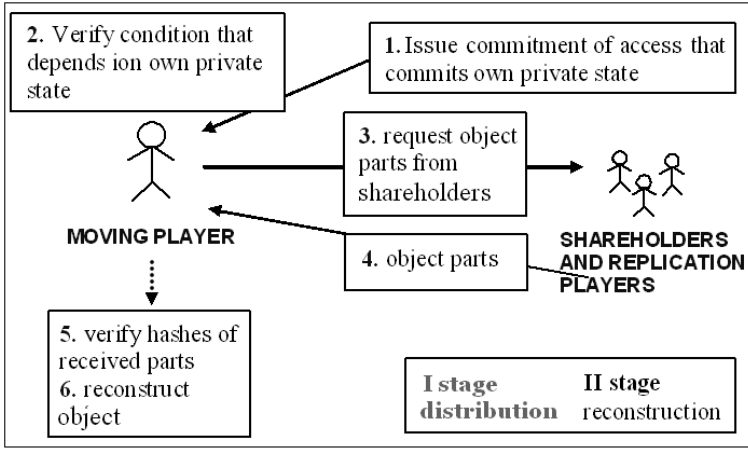 2. Verify condition that
depends ion own private
state
1. Issue commitment of access that
commits own private state
3. request object
parts from
shareholders
MOVING PLAYER
SHAREHOLDERS
AND REPLICATION
PLAYERS
4. object parts
5. verify hashes of
received parts
6. reconstruct
object
I stage
distribution
II stage
reconstruction